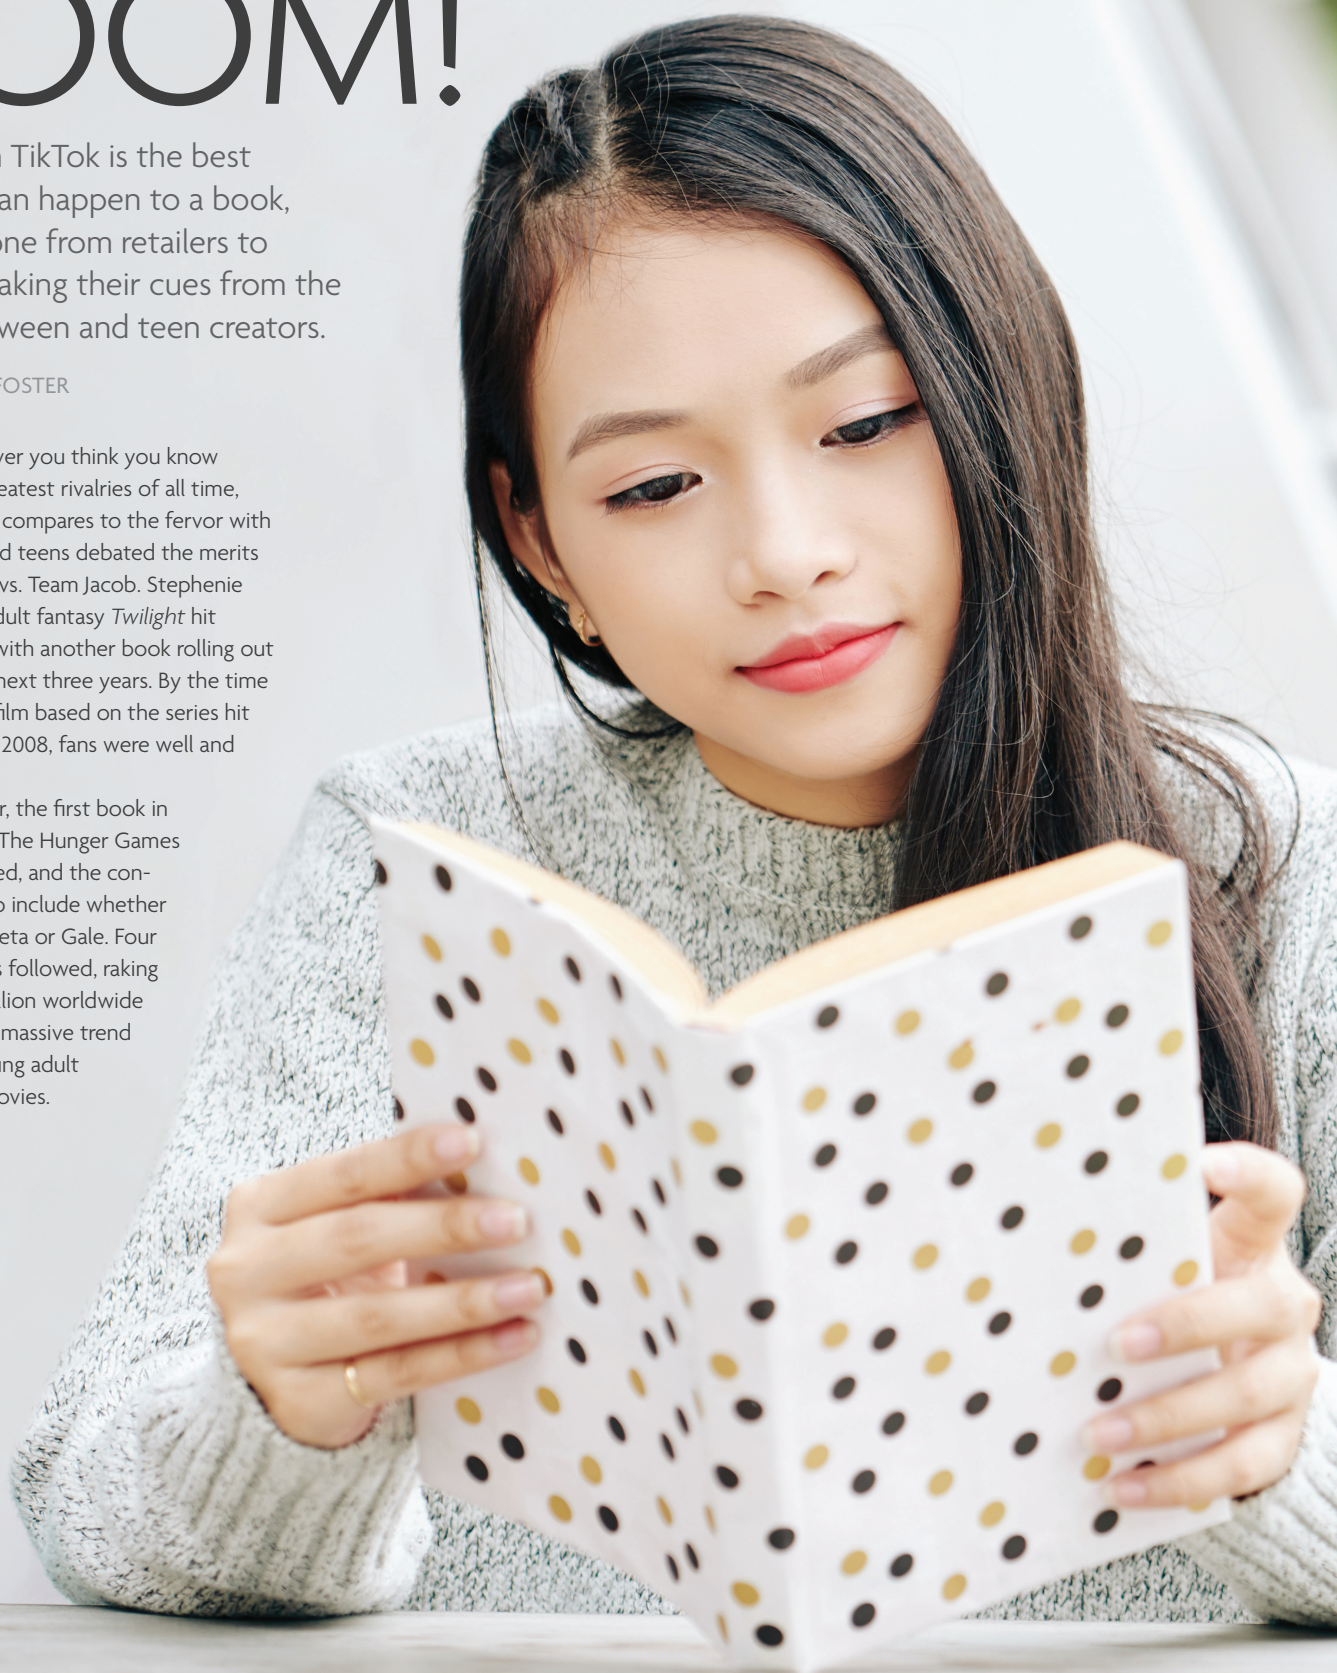 OOM!
TikTok is the best
an happen to a book,
one from retailers to
aking their cues from the
ween and teen creators.
FOSTER
ver you think you know
eatest rivalries of all time,
compares to the fervor with
d teens debated the merits
vs. Team Jacob. Stephenie
dult fantasy Twilight hit
with another book rolling out
next three years. By the time
film based on the series hit
2008, fans were well and
r, the first book in
The Hunger Games
ed, and the con-
o include whether
eta or Gale. Four
s followed, raking
llion worldwide
massive trend
ung adult
ovies.